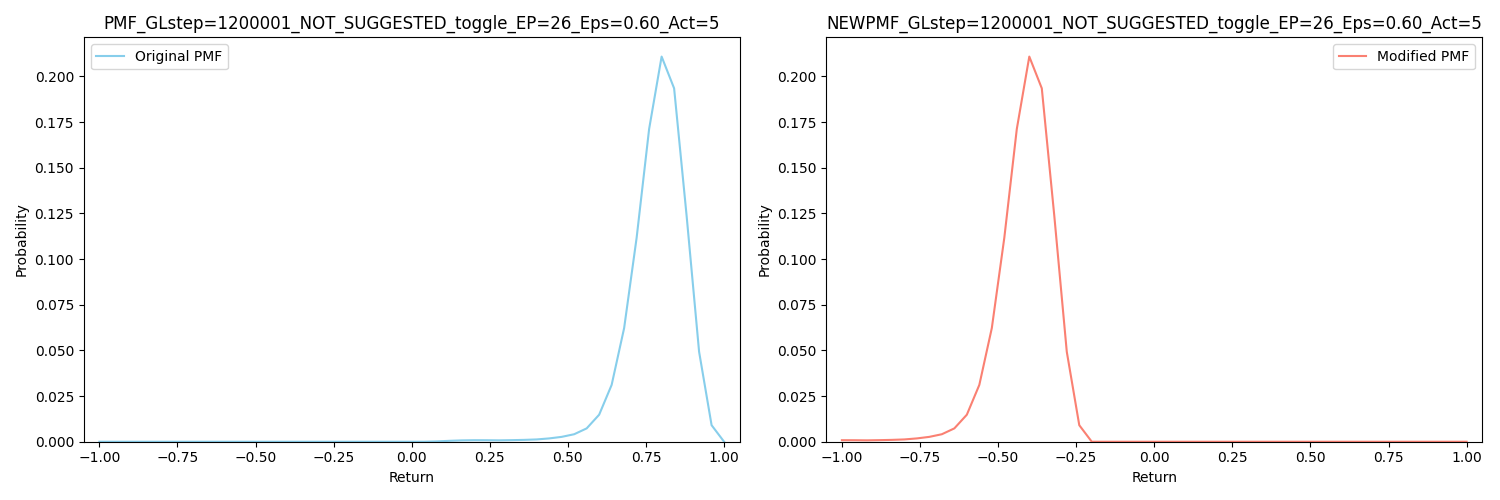 PMF_GLstep=1200001_NOT_SUGGESTED_toggle_EP=26_Eps=0.60_Act=5
Original PMF
0.200
0.175
0.150
0.125
0.100
0.075
0.050
0.025
0.000
Probability
−1.00 −0.75 −0.50 −0.25 0.00 0.25 0.50 0.75 1.00
Return
NEWPMF_GLstep=1200001_NOT_SUGGESTED_toggle_EP=26_Eps=0.60_Act=5
Modified PMF
0.200
0.175
0.150
0.125
0.100
0.075
0.050
0.025
0.000
Probability
−1.00 −0.75 −0.50 −0.25 0.00 0.25 0.50 0.75 1.00
Return